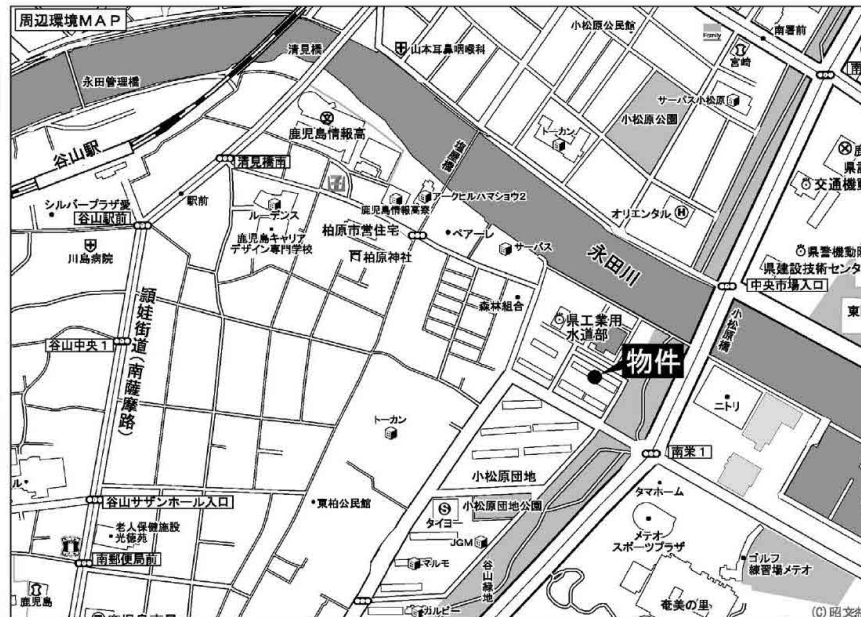 周辺環境MAP
清見橋
永田管理橋
山本耳鼻咽喉科
小松原公民館
Family
南署前
宮崎
サーパス小松原
小松原公園
トーカン
塩屋橋
谷山駅
鹿児島情報高
清見橋南
交通機動
シルバープラザ愛
駅前
谷山駅前
川島病院
ルーデンス
鹿児島キャリア
デザイン専門学校
鹿児島情報高寮
アークヒルハマショウ2
柏原市営住宅
ペアーレ
柏原神社
サーパス
オリエンタル
永田川
県警機動隊
県建設技術センタ
中央市場入口
森林組合
県工業用
水道部
小松原橋
物件
頴娃街道(南薩摩路)
谷山中央1
ニトリ
トーカン
小松原団地
南栄1
タマホーム
谷山サザンホール入口
東柏公民館
小松原団地公園
タイヨー
老人保健施設
光徳苑
JGM
メテオ
スポーツプラザ
南郵便局前
マルモ
谷山緑地
ゴルフ
練習場メテオ
鹿児島
ガルビー
奄美の里
(C)昭文